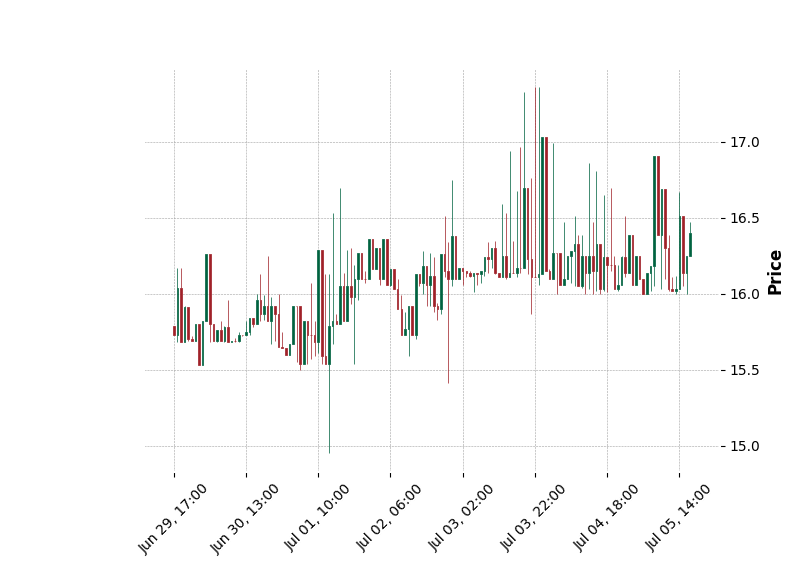 17.0
16.5
16.0
15.5
15.0
Price
Jun 29, 17:00
Jun 30, 13:00
Jul 01, 10:00
Jul 02, 06:00
Jul 03, 02:00
Jul 03, 22:00
Jul 04, 18:00
Jul 05, 14:00